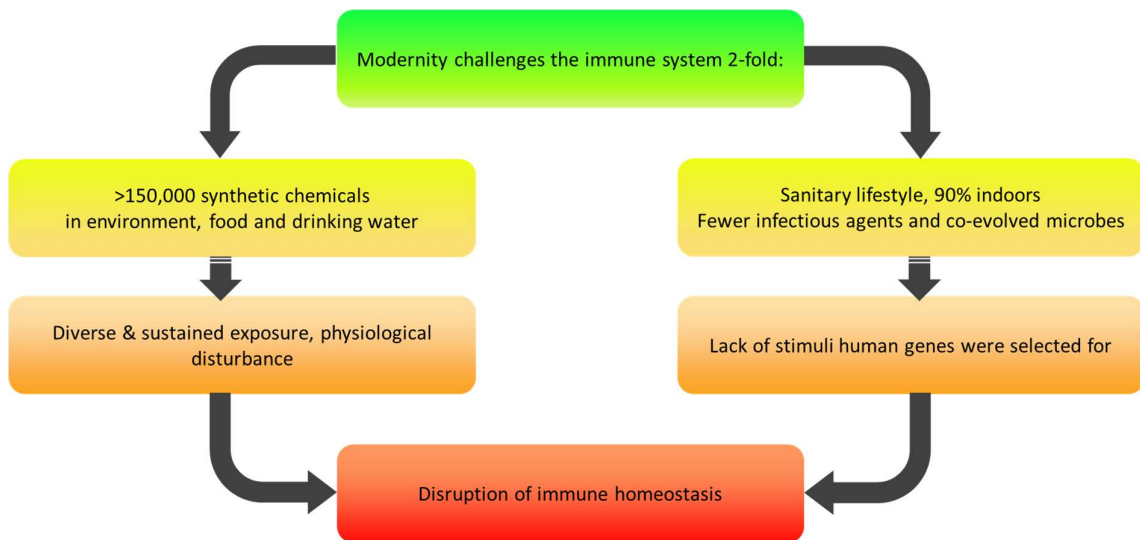 Modernity challenges the immune system 2-fold:
>150,000 synthetic chemicals
in environment, food and drinking water
Sanitary lifestyle, 90% indoors
Fewer infectious agents and co-evolved microbes
Diverse & sustained exposure, physiological
disturbance
Lack of stimuli human genes were selected for
Disruption of immune homeostasis